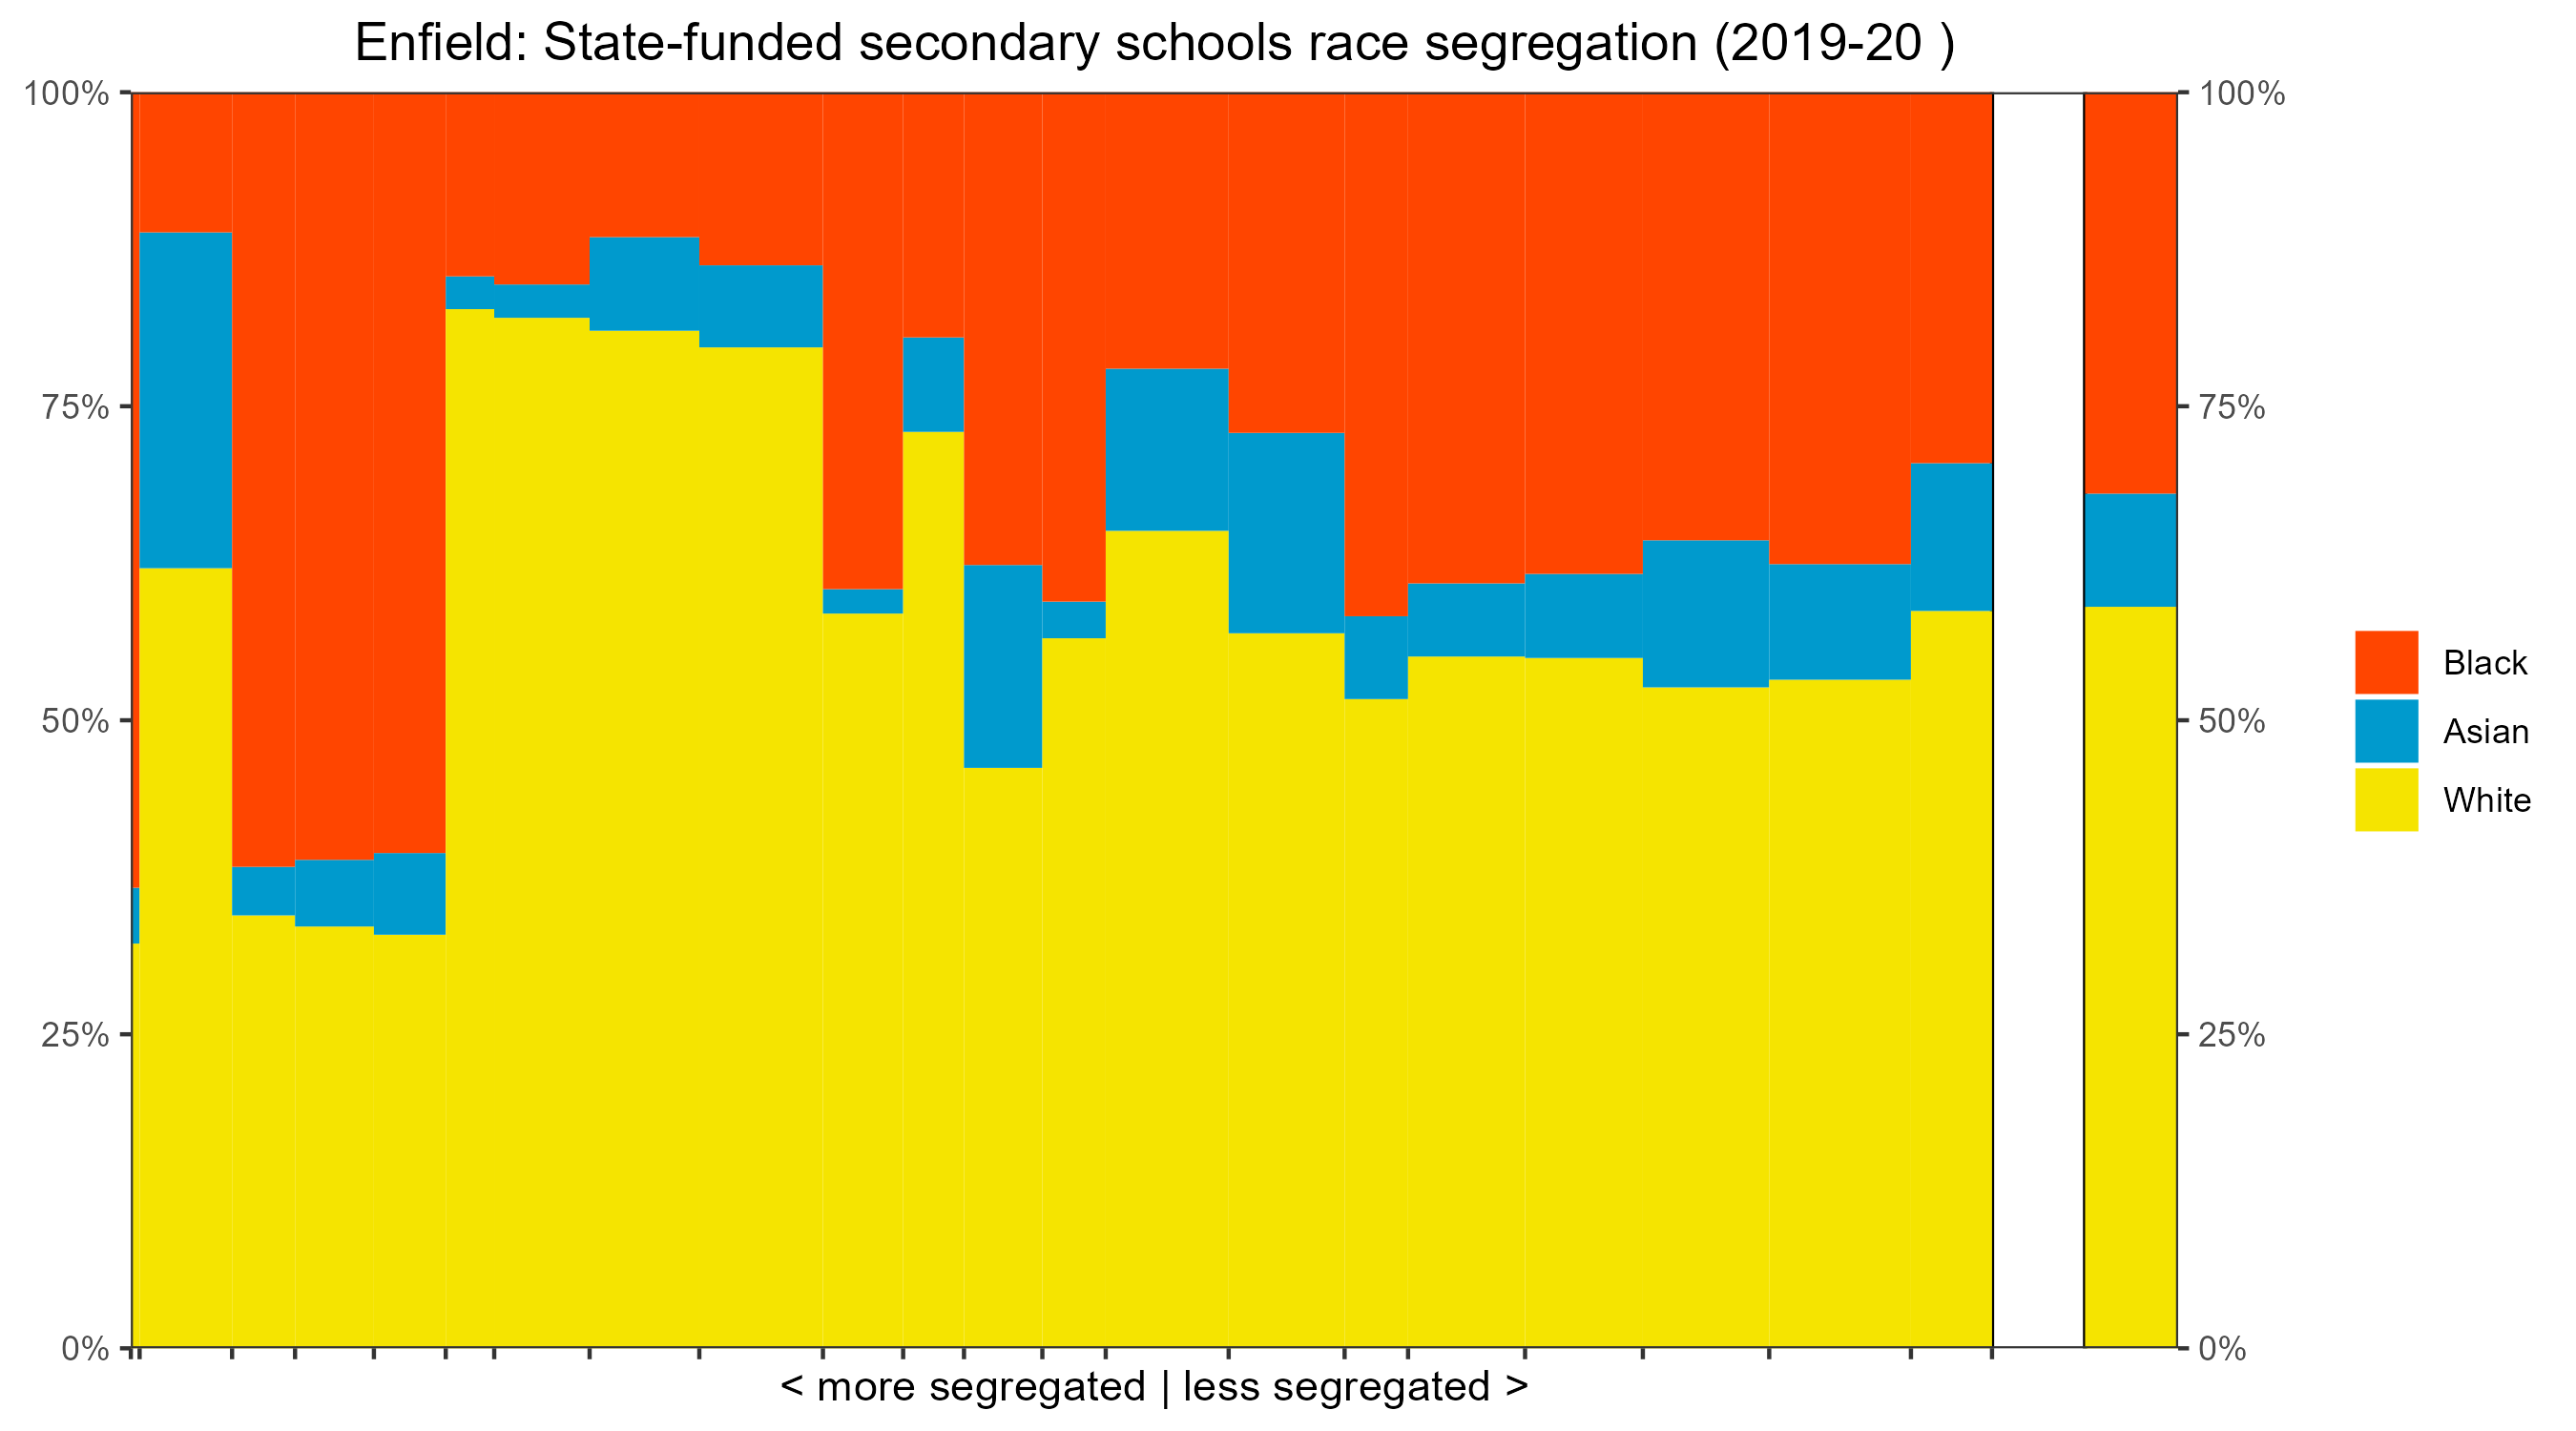 Enfield: State-funded secondary schools race segregation (2019-20 )
100%
75%
50%
25%
0%
100%
75%
50%
25%
0%
Black
Asian
White
< more segregated | less segregated >